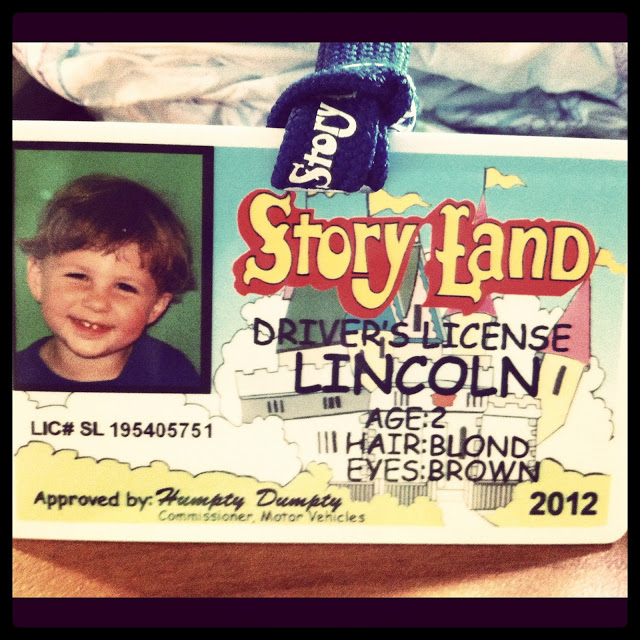 Story
Story Land
DRIVER'S LICENSE
LINCOLN
AGE:2
HAIR:BLOND
EYES:BROWN
LIC# SL 195405751
Approved by: Humpty Dumpty
Commissioner, Motor Vehicles
2012